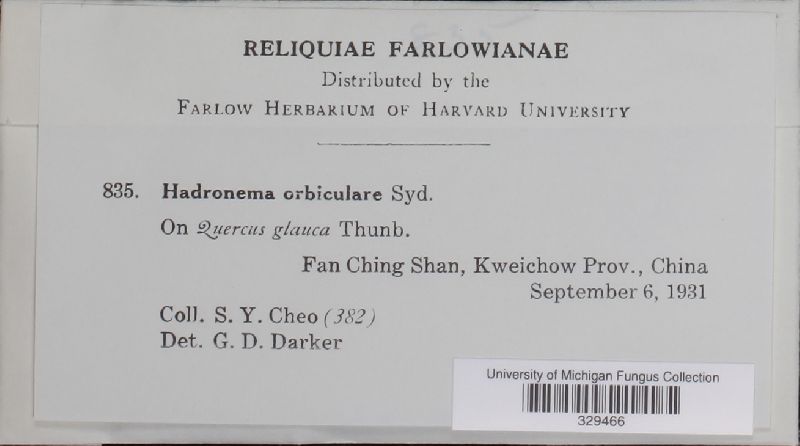 RELIQUIAE FARLOWIANAE
Distributed by the
FARLOW HERBARIUM OF HARVARD UNIVERSITY
835. Hadronema orbiculare Syd.
On Quercus glauca Thunb.
Fan Ching Shan, Kweichow Prov., China
September 6, 1931
Coll. S. Y. Cheo (382)
Det. G. D. Darker
University of Michigan Fungus Collection
329466